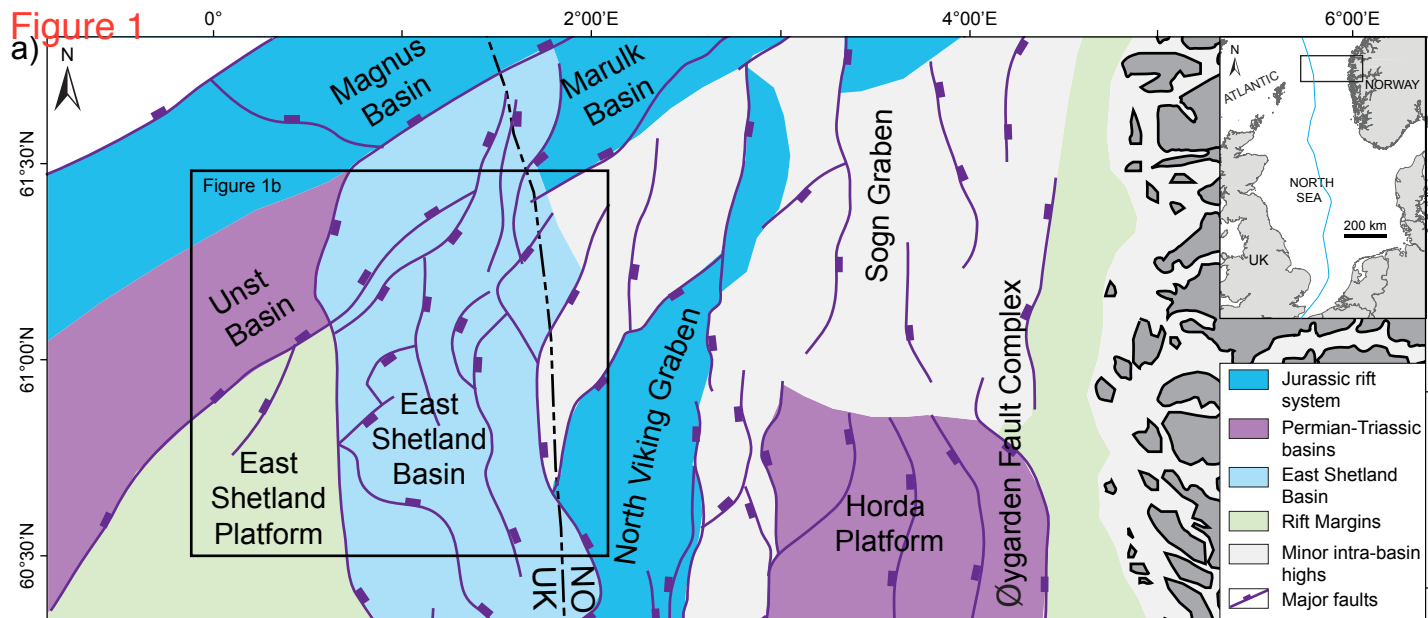 Figure 1
a)
0°
2°00'E
4°00'E
6°00'E
N
61°30'N
61°00'N
60°30'N
Magnus
Basin
Marulk
Basin
Figure 1b
Unst
Basin
East
Shetland
Basin
East
Shetland
Platform
NO
UK
North Viking Graben
Sogn Graben
Horda
Platform
Øygarden Fault Complex
N
ATLANTIC
NORWAY
NORTH
SEA
200 km
UK
Jurassic rift
system
Permian-Triassic
basins
East Shetland
Basin
Rift Margins
Minor intra-basin
highs
Major faults